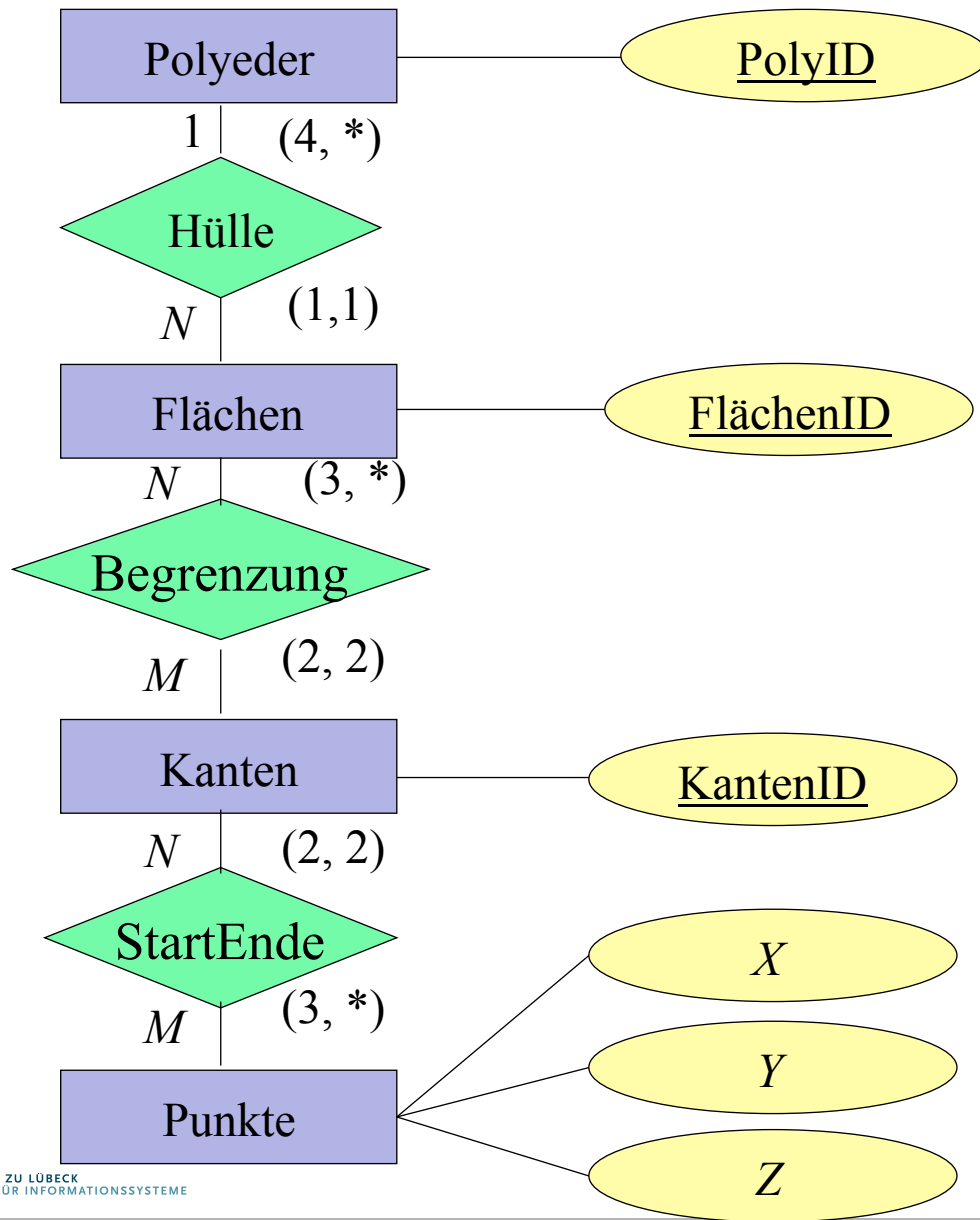 Polyeder
PolyID
1
(4, *)
Hülle
(1,1)
N
Flächen
FlächenID
N
(3, *)
Begrenzung
(2, 2)
M
Kanten
KantenID
N
(2, 2)
StartEnde
X
(3, *)
M
Y
Punkte
Z
ZU LÜBECK
ÜR INFORMATIONSSYSTEME